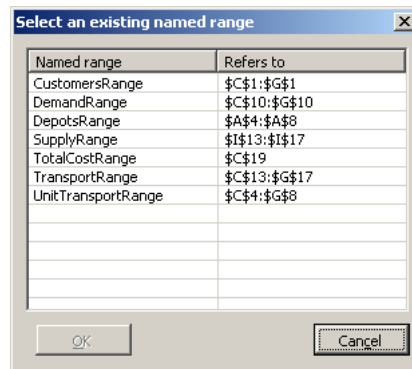 Select an existing named range
Named range Refers to
CustomersRange $C$1:$G$1
DemandRange $C$10:$G$10
DepotsRange $A$4:$A$8
SupplyRange $I$13:$I$17
TotalCostRange $C$19
TransportRange $C$13:$G$17
UnitTransportRange $C$4:$G$8
OK Cancel